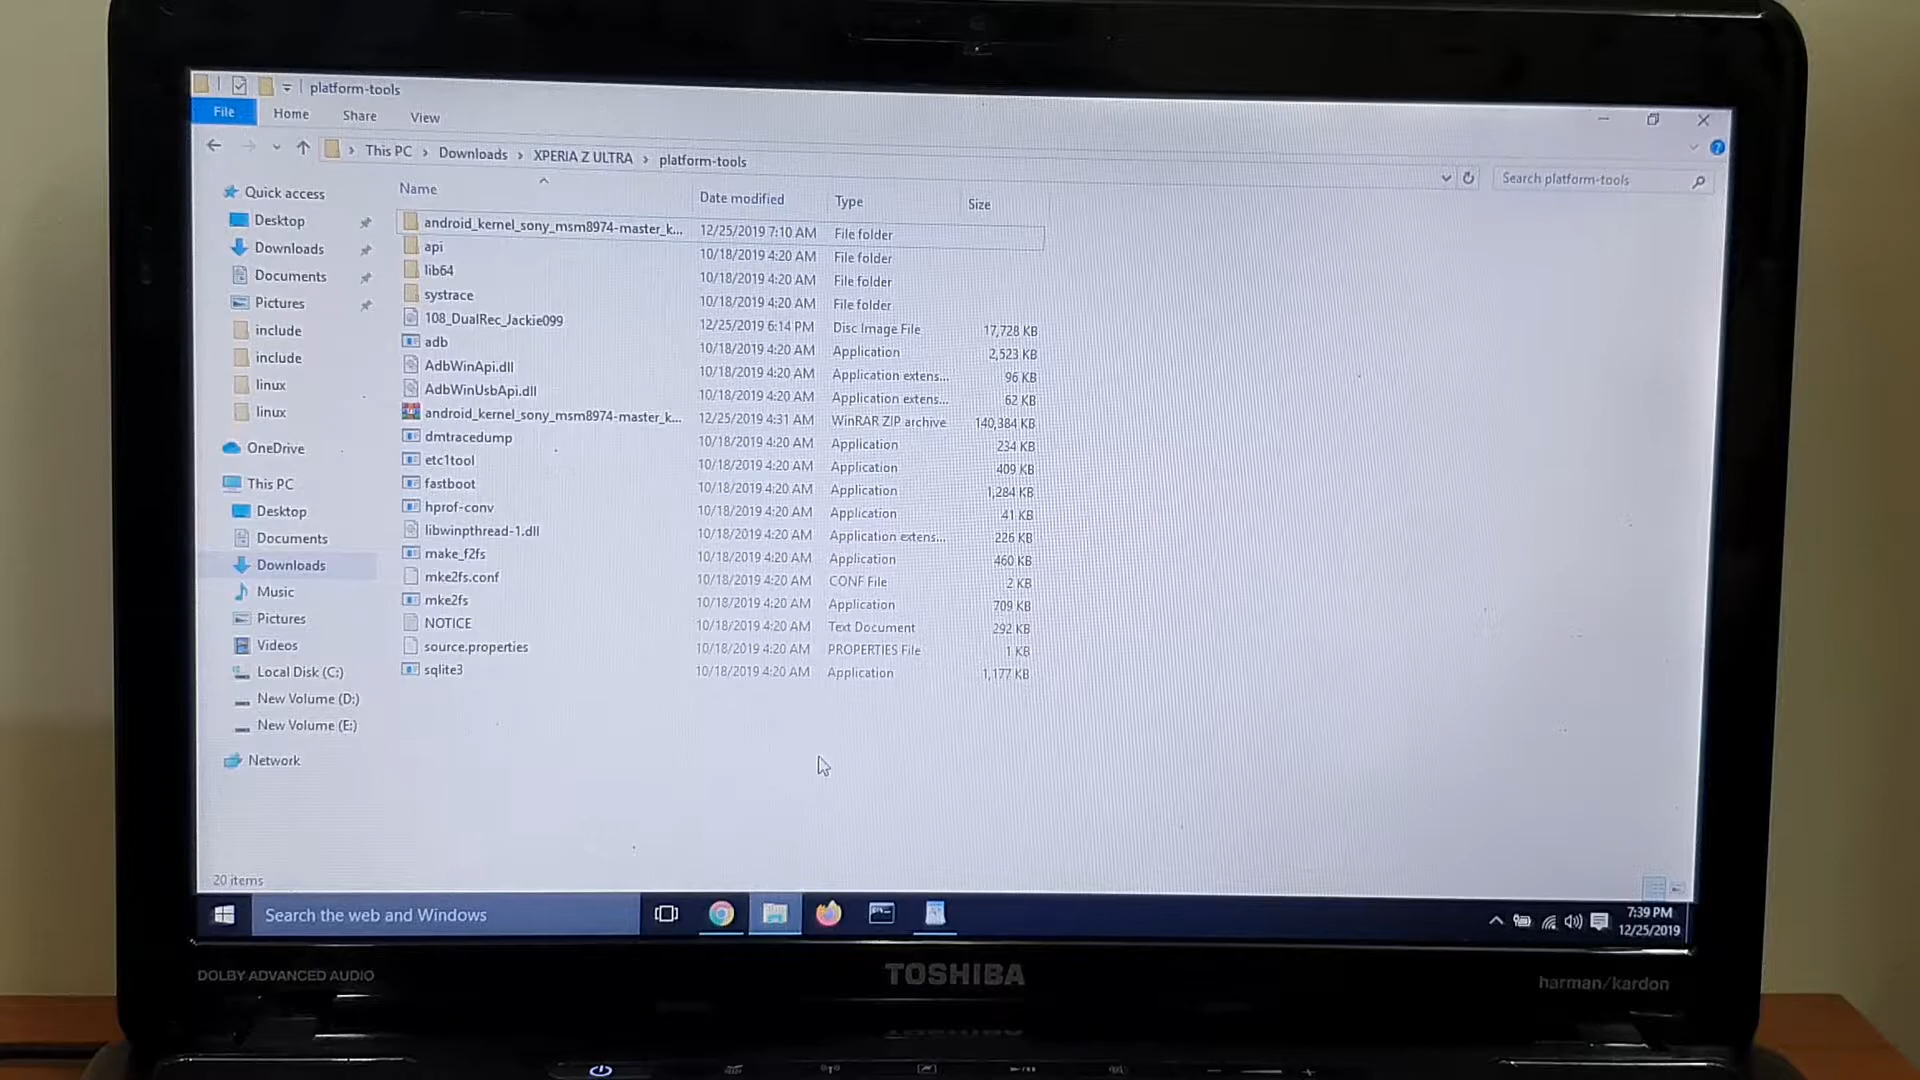 platform-tools
File Home Share View
This PC Downloads XPERIA Z ULTRA platform-tools
Search platform-tools
Name Date modified Type Size
Quick access
Desktop
Downloads
Documents
Pictures
include
include
linux
linux
OneDrive
This PC
Desktop
Documents
Downloads
Music
Pictures
Videos
Local Disk (C:)
New Volume (D:)
New Volume (E:)
Network
android_kernel_sony_msm8974-master_k... 12/25/2019 7:10 AM File folder
api 10/18/2019 4:20 AM File folder
lib64 10/18/2019 4:20 AM File folder
systrace 10/18/2019 4:20 AM File folder
108_DualRec_Jackie099 12/25/2019 6:14 PM Disc Image File 17,728 KB
adb 10/18/2019 4:20 AM Application 2,523 KB
AdbWinApi.dll 10/18/2019 4:20 AM Application extens... 96 KB
AdbWinUsbApi.dll 10/18/2019 4:20 AM Application extens... 62 KB
android_kernel_sony_msm8974-master_k... 12/25/2019 4:31 AM WinRAR ZIP archive 140,384 KB
dmtracedump 10/18/2019 4:20 AM Application 234 KB
etc1tool 10/18/2019 4:20 AM Application 409 KB
fastboot 10/18/2019 4:20 AM Application 1,284 KB
hprof-conv 10/18/2019 4:20 AM Application 41 KB
libwinpthread-1.dll 10/18/2019 4:20 AM Application extens... 226 KB
make_f2fs 10/18/2019 4:20 AM Application 460 KB
mke2fs.conf 10/18/2019 4:20 AM CONF File 2 KB
mke2fs 10/18/2019 4:20 AM Application 709 KB
NOTICE 10/18/2019 4:20 AM Text Document 292 KB
source.properties 10/18/2019 4:20 AM PROPERTIES File 1 KB
sqlite3 10/18/2019 4:20 AM Application 1,177 KB
20 items
Search the web and Windows
7:39 PM
12/25/2019
DOLBY ADVANCED AUDIO TOSHIBA harman/kardon